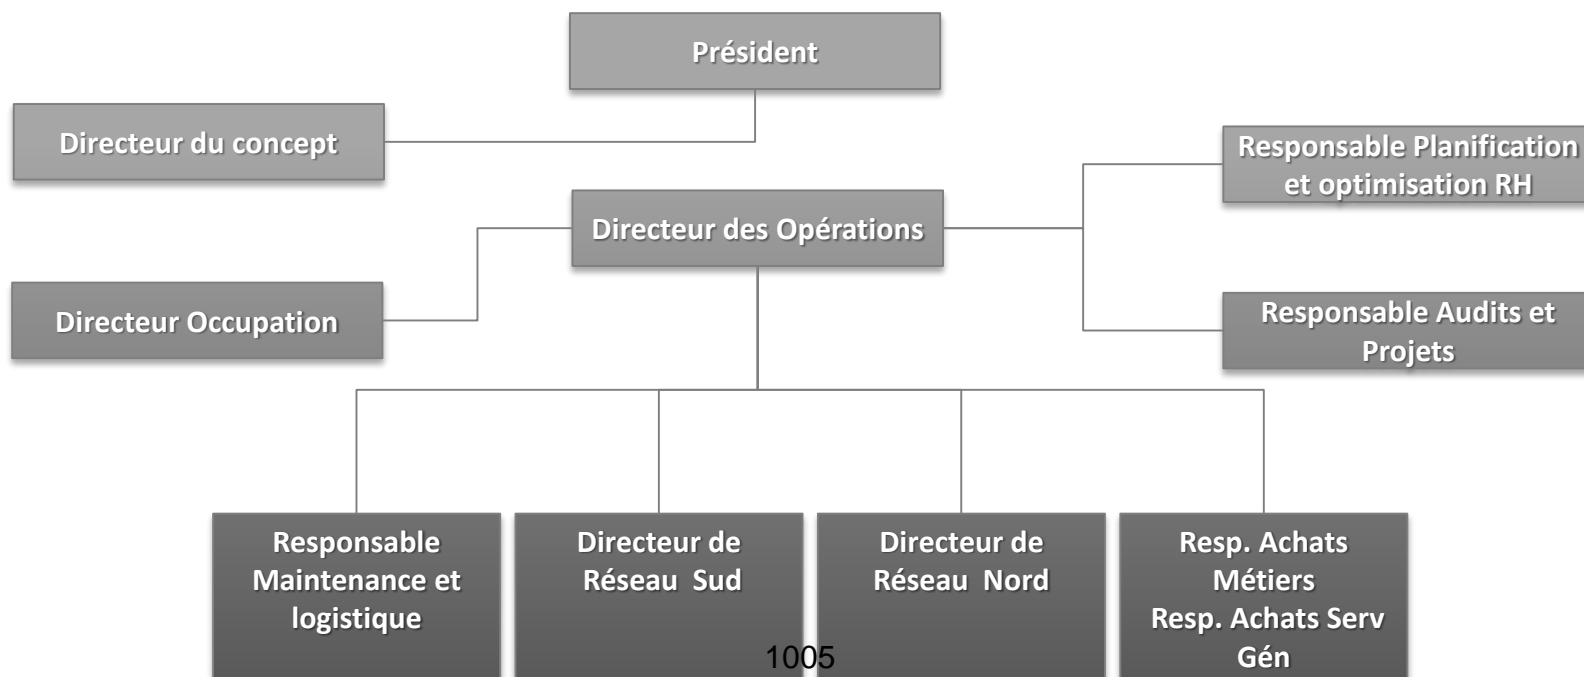 Président
Directeur du concept
Responsable Planification
et optimisation RH
Directeur des Opérations
Directeur Occupation
Responsable Audits et
Projets
Responsable
Maintenance et
logistique
Directeur de
Réseau Sud
Directeur de
Réseau Nord
Resp. Achats
Métiers
Resp. Achats Serv
Gén
1005